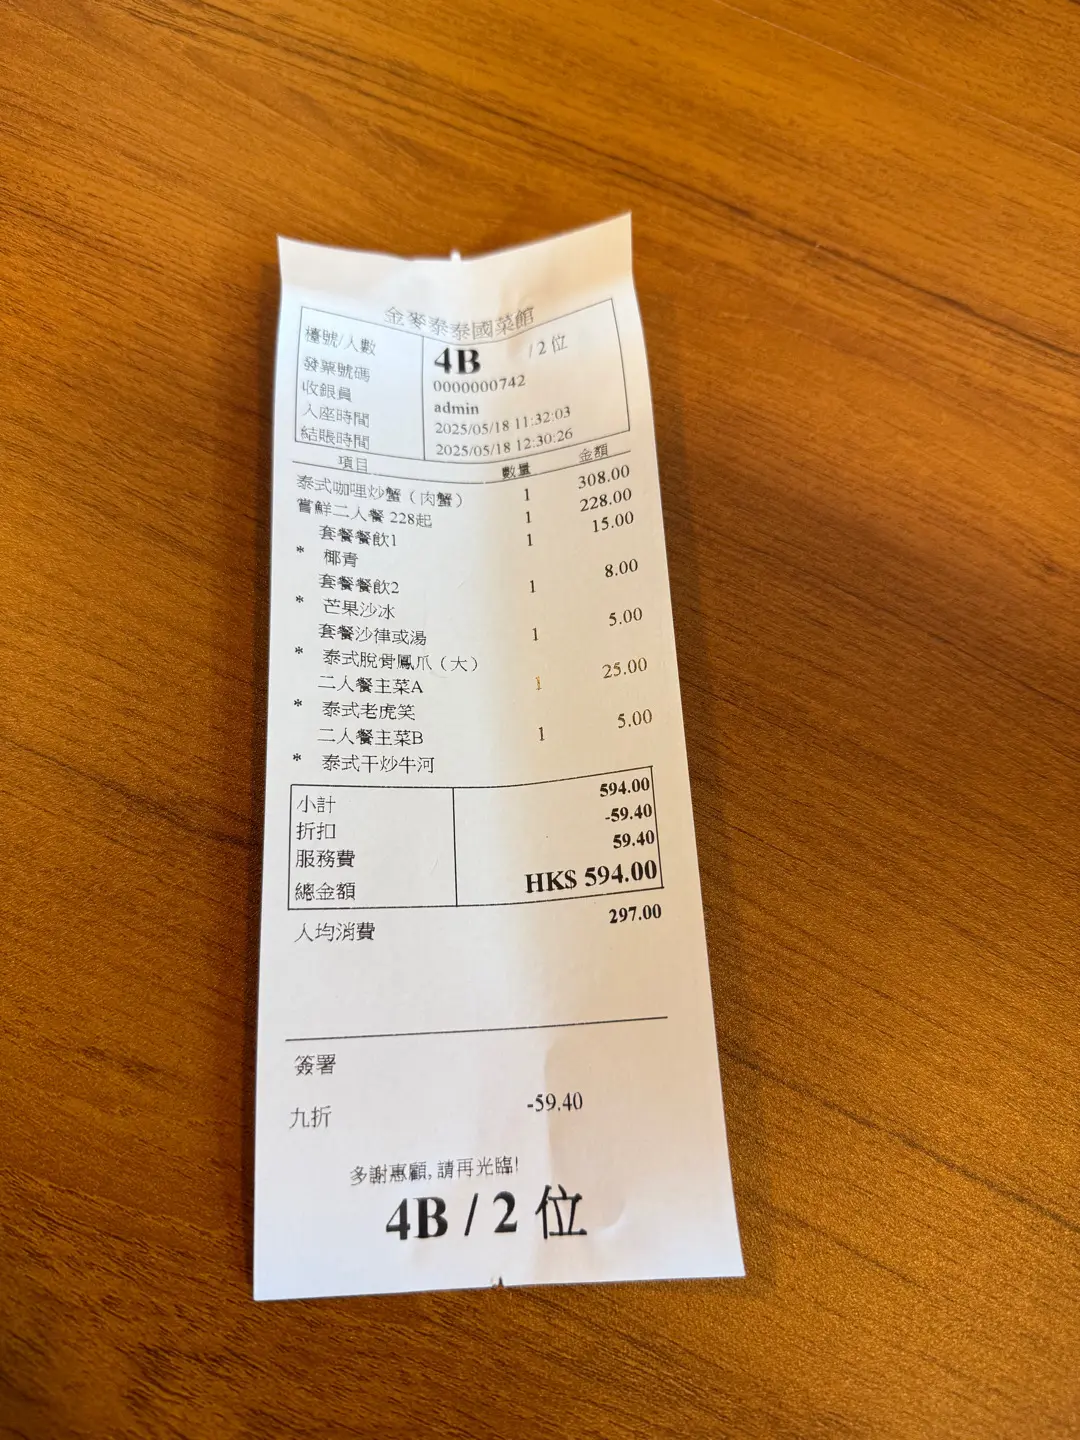 金麥泰泰國菜館
檯號/人數 4B / 2 位
發票號碼 0000000742
收銀員 admin
入座時間 2025/05/18 11:32:03
結賬時間 2025/05/18 12:30:26
項目 數量 金額
泰式咖哩炒蟹（肉蟹） 1 308.00
嘗鮮二人餐 228起 1 228.00
套餐餐飲1 1 15.00
* 椰青
套餐餐飲2 1 8.00
* 芒果沙冰
套餐沙律或湯 1 5.00
* 泰式脫骨鳳爪（大）
二人餐主菜A 1 25.00
* 泰式老虎笑
二人餐主菜B 1 5.00
* 泰式干炒牛河
小計 594.00
折扣 -59.40
服務費 59.40
總金額 HK$ 594.00
人均消費 297.00
簽署
九折 -59.40
多謝惠顧, 請再光臨!
4B / 2 位